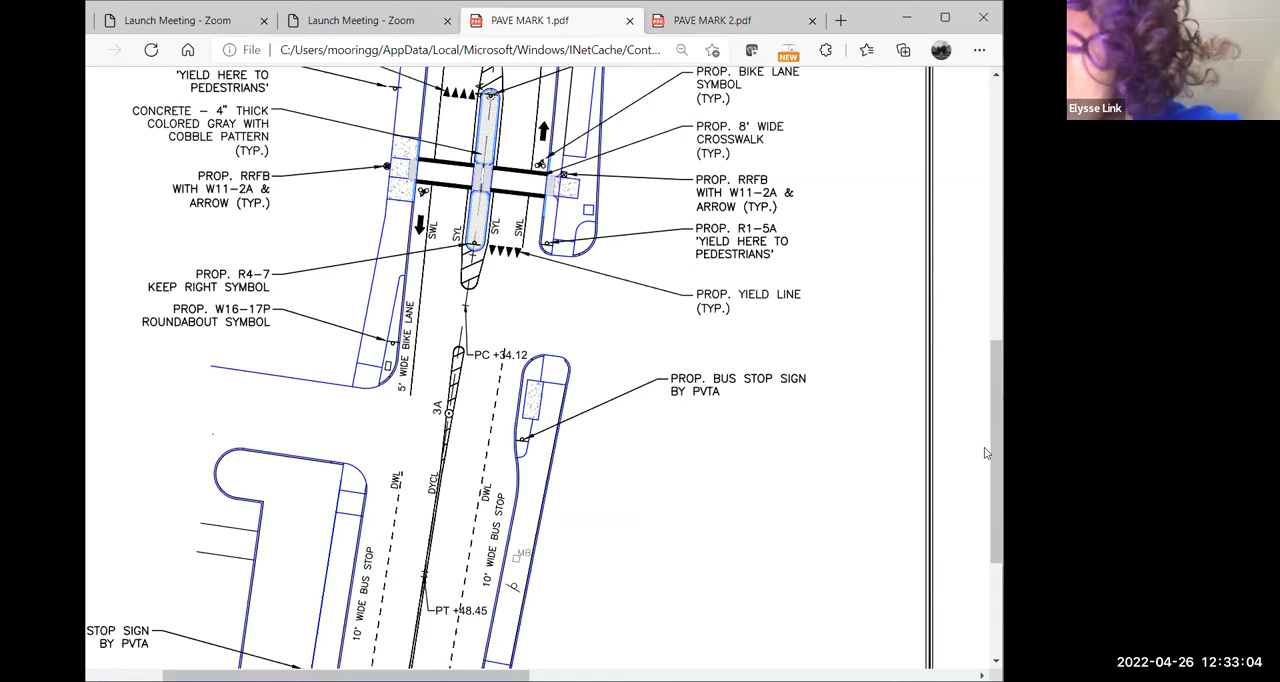 Launch Meeting - Zoom
Launch Meeting - Zoom
PAVE MARK 1.pdf
PAVE MARK 2.pdf
File
C:/Users/mooringg/AppData/Local/Microsoft/Windows/INetCache/Cont...
NEW
Elysse Link
'YIELD HERE TO
PEDESTRIANS'
CONCRETE – 4" THICK
COLORED GRAY WITH
COBBLE PATTERN
(TYP.)
PROP. RRFB
WITH W11-2A &
ARROW (TYP.)
PROP. R4-7
KEEP RIGHT SYMBOL
PROP. W16-17P
ROUNDABOUT SYMBOL
PROP. BIKE LANE
SYMBOL
(TYP.)
PROP. 8' WIDE
CROSSWALK
(TYP.)
PROP. RRFB
WITH W11-2A &
ARROW (TYP.)
PROP. R1-5A
'YIELD HERE TO
PEDESTRIANS'
PROP. YIELD LINE
(TYP.)
SWL
SYL
SYL
SWL
5' WIDE BIKE LANE
PC +34.12
PROP. BUS STOP SIGN
BY PVTA
3A
DWL
DYCL
DWL
10' WIDE BUS STOP
10' WIDE BUS STOP
MB
PT +48.45
STOP SIGN
BY PVTA
2022-04-26 12:33:04